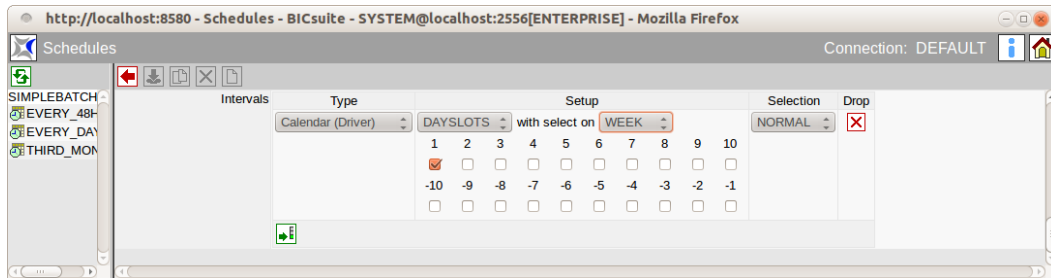 http://localhost:8580 - Schedules - BICsuite - SYSTEM@localhost:2556[ENTERPRISE] - Mozilla Firefox
Schedules Connection: DEFAULT
SIMPLEBATCH
EVERY_48H
EVERY_DAY
THIRD_MON
Intervals Type Setup Selection Drop
Calendar (Driver) DAYSLOTS with select on WEEK NORMAL
1 2 3 4 5 6 7 8 9 10
-10 -9 -8 -7 -6 -5 -4 -3 -2 -1